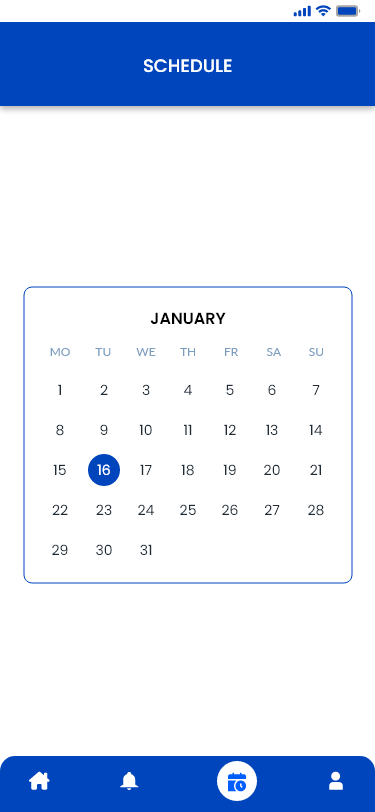 SCHEDULE
JANUARY
MO TU WE TH FR SA SU
1 2 3 4 5 6 7
8 9 10 11 12 13 14
15 16 17 18 19 20 21
22 23 24 25 26 27 28
29 30 31